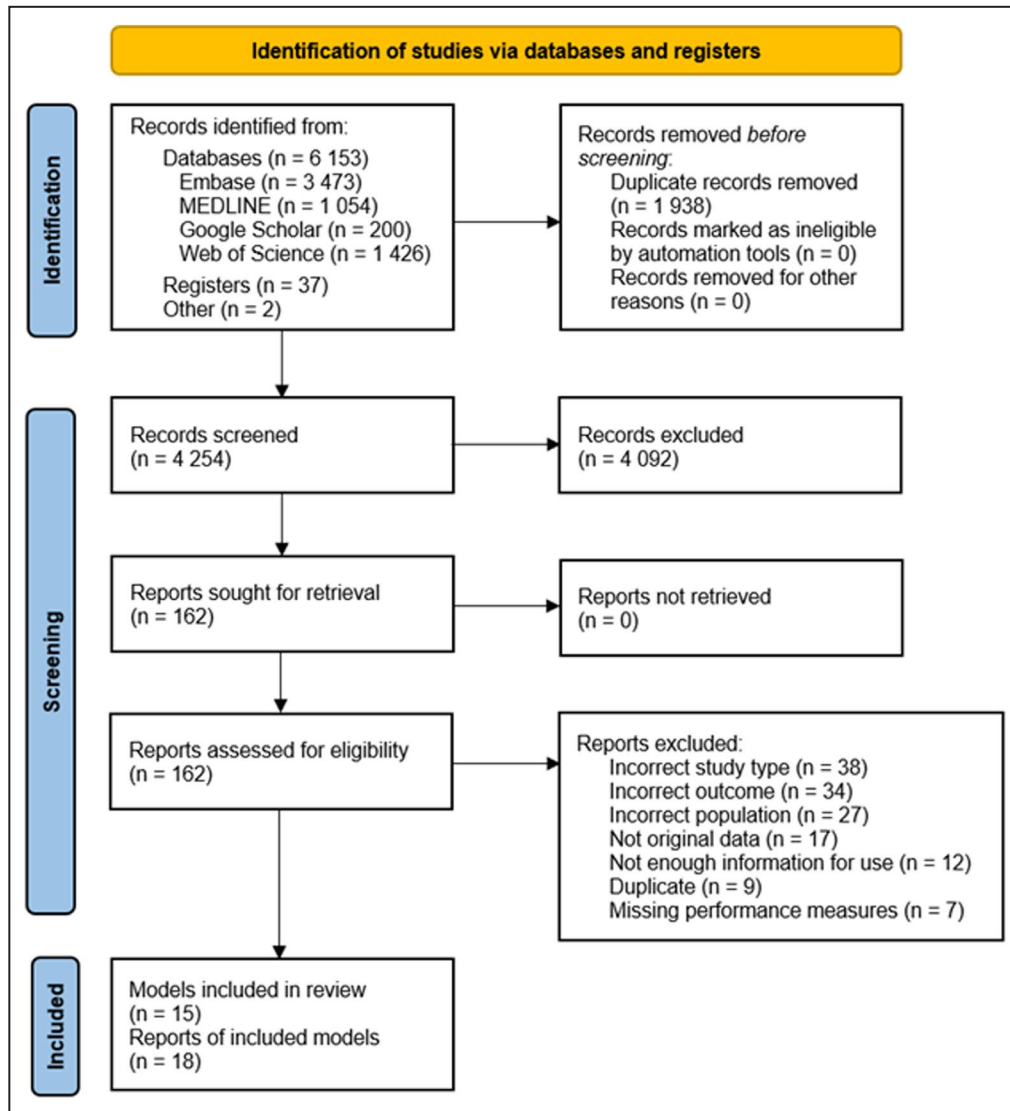 Identification of studies via databases and registers
Identification
Records identified from:
Databases (n = 6 153)
Embase (n = 3 473)
MEDLINE (n = 1 054)
Google Scholar (n = 200)
Web of Science (n = 1 426)
Registers (n = 37)
Other (n = 2)
Records removed before
screening:
Duplicate records removed
(n = 1 938)
Records marked as ineligible
by automation tools (n = 0)
Records removed for other
reasons (n = 0)
Screening
Records screened
(n = 4 254)
Records excluded
(n = 4 092)
Reports sought for retrieval
(n = 162)
Reports not retrieved
(n = 0)
Reports assessed for eligibility
(n = 162)
Reports excluded:
Incorrect study type (n = 38)
Incorrect outcome (n = 34)
Incorrect population (n = 27)
Not original data (n = 17)
Not enough information for use (n = 12)
Duplicate (n = 9)
Missing performance measures (n = 7)
Included
Models included in review
(n = 15)
Reports of included models
(n = 18)